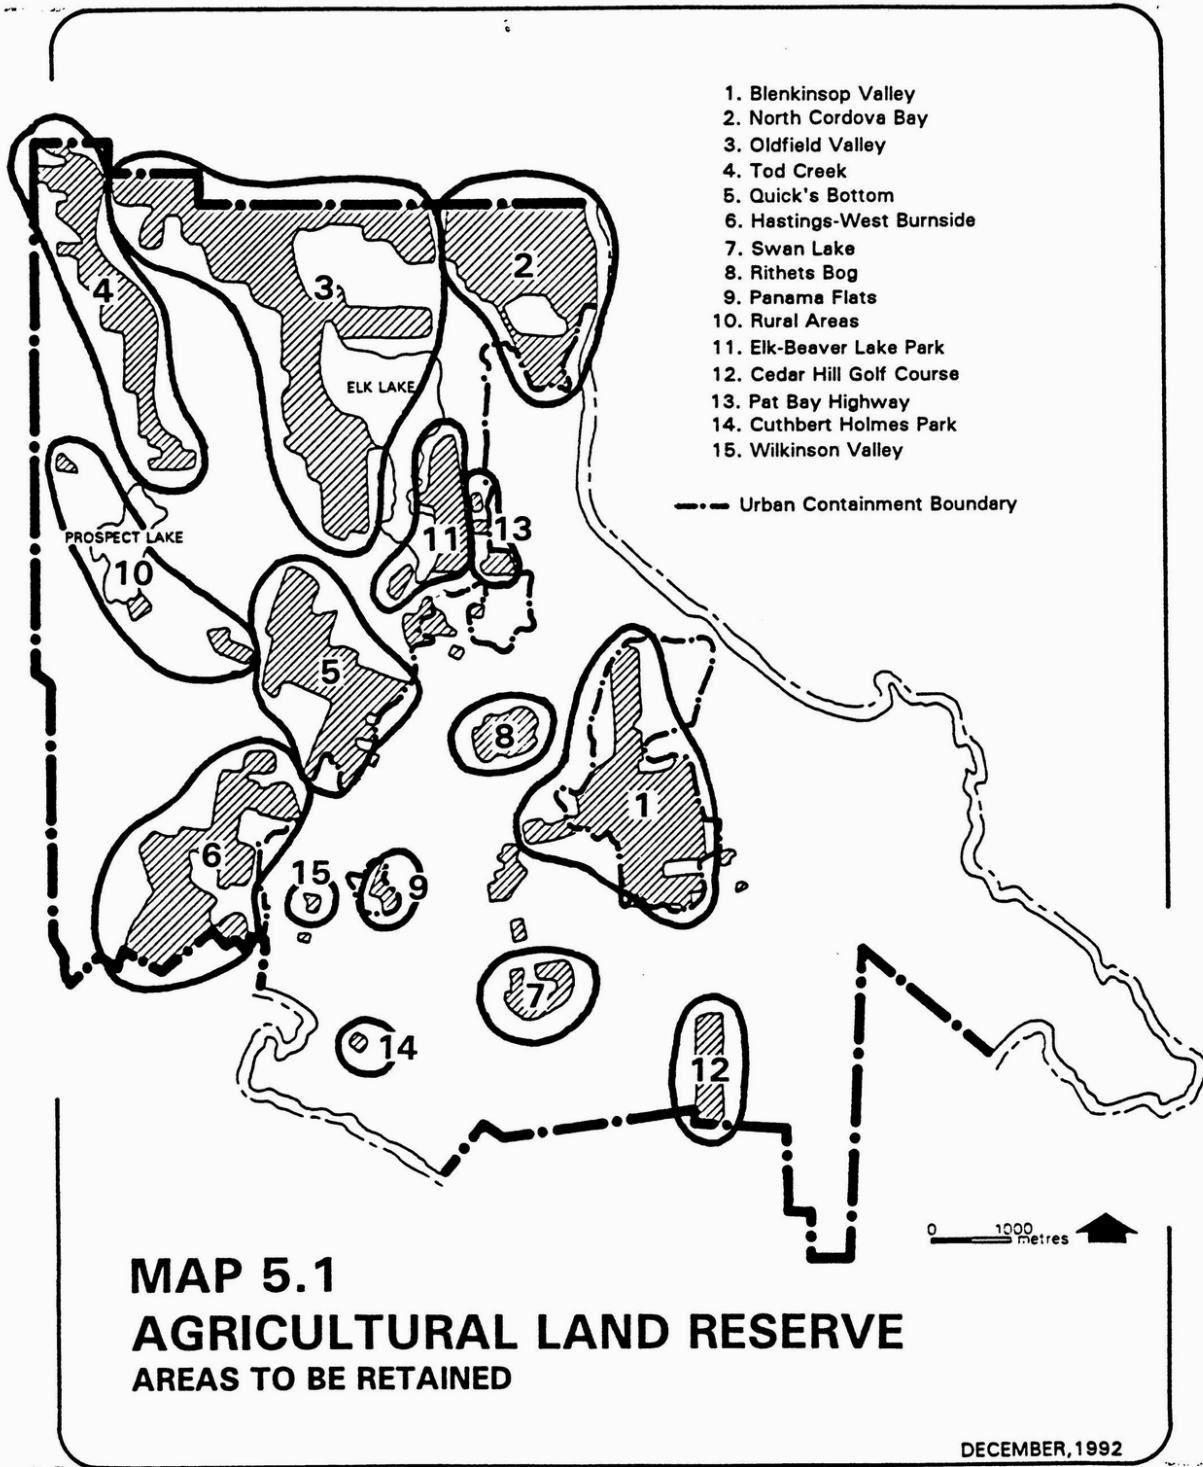 1. Blenkinsop Valley
2. North Cordova Bay
3. Oldfield Valley
4. Tod Creek
5. Quick's Bottom
6. Hastings-West Burnside
7. Swan Lake
8. Rithets Bog
9. Panama Flats
10. Rural Areas
11. Elk-Beaver Lake Park
12. Cedar Hill Golf Course
13. Pat Bay Highway
14. Cuthbert Holmes Park
15. Wilkinson Valley
Urban Containment Boundary
2
4
3
ELK LAKE
13
11
PROSPECT LAKE
10
5
8
1
6
15
9
7
14
12
0 1000
metres
MAP 5.1
AGRICULTURAL LAND RESERVE
AREAS TO BE RETAINED
DECEMBER,1992